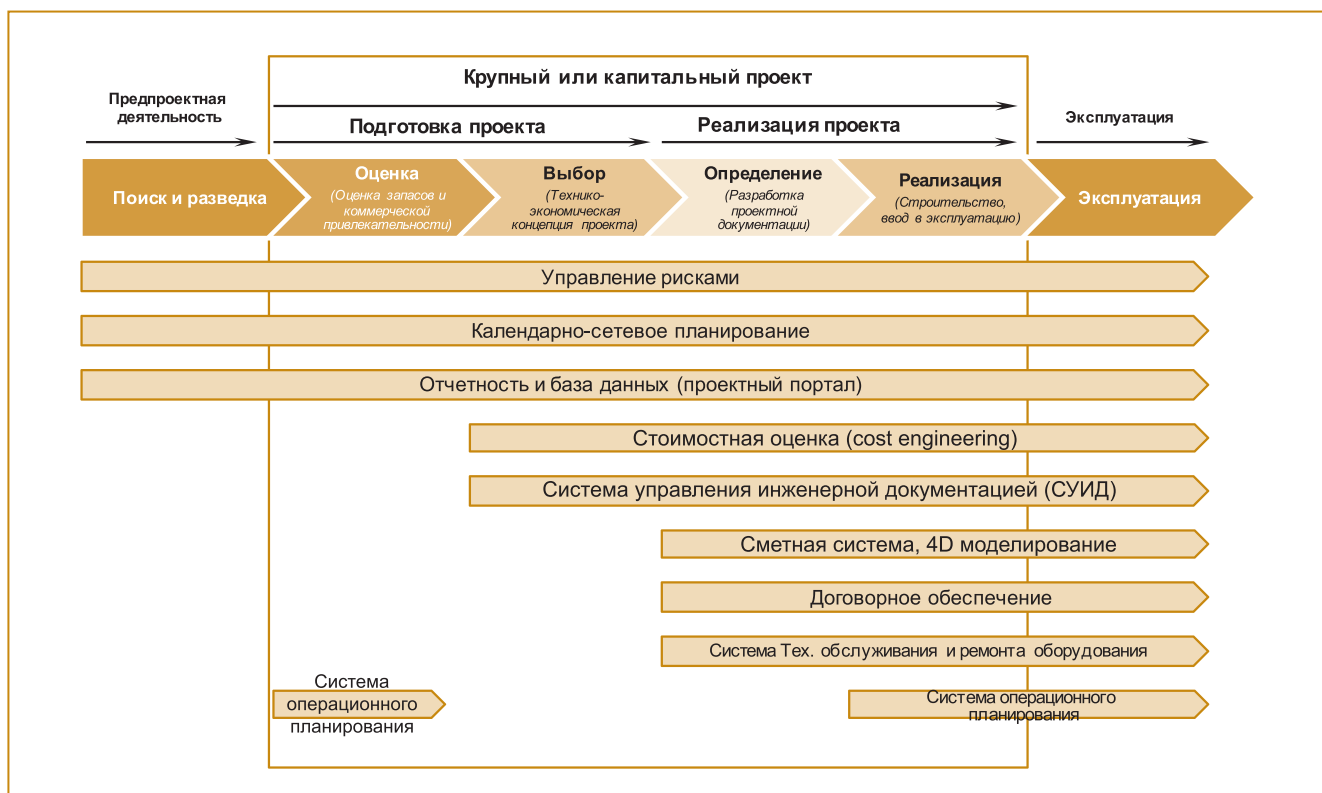 Крупный или капитальный проект
Предпроектная
деятельность
Подготовка проекта
Реализация проекта
Эксплуатация
Поиск и разведка
Оценка
(Оценка запасов и
коммерческой
привлекательности)
Выбор
(Технико-
экономическая
концепция проекта)
Определение
(Разработка
проектной
документации)
Реализация
(Строительство,
ввод в эксплуатацию)
Эксплуатация
Управление рисками
Календарно-сетевое планирование
Отчетность и база данных (проектный портал)
Стоимостная оценка (cost engineering)
Система управления инженерной документацией (СУИД)
Сметная система, 4D моделирование
Договорное обеспечение
Система Тех. обслуживания и ремонта оборудования
Система
операционного
планирования
Система операционного
планирования